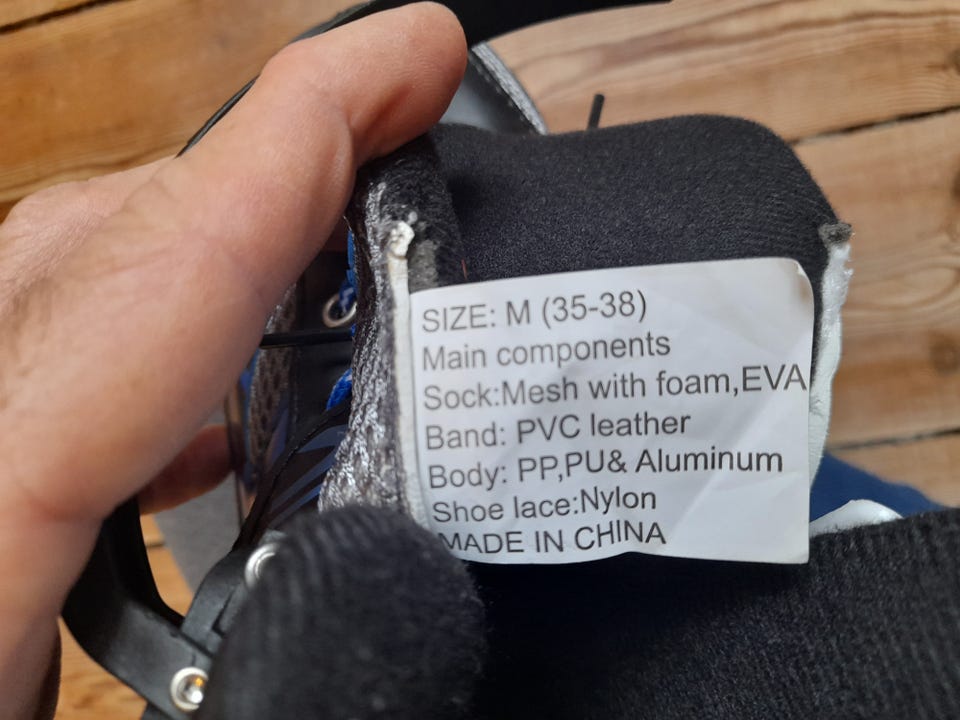 SIZE: M (35-38)
Main components
Sock:Mesh with foam,EVA
Band: PVC leather
Body: PP,PU& Aluminum
Shoe lace:Nylon
MADE IN CHINA